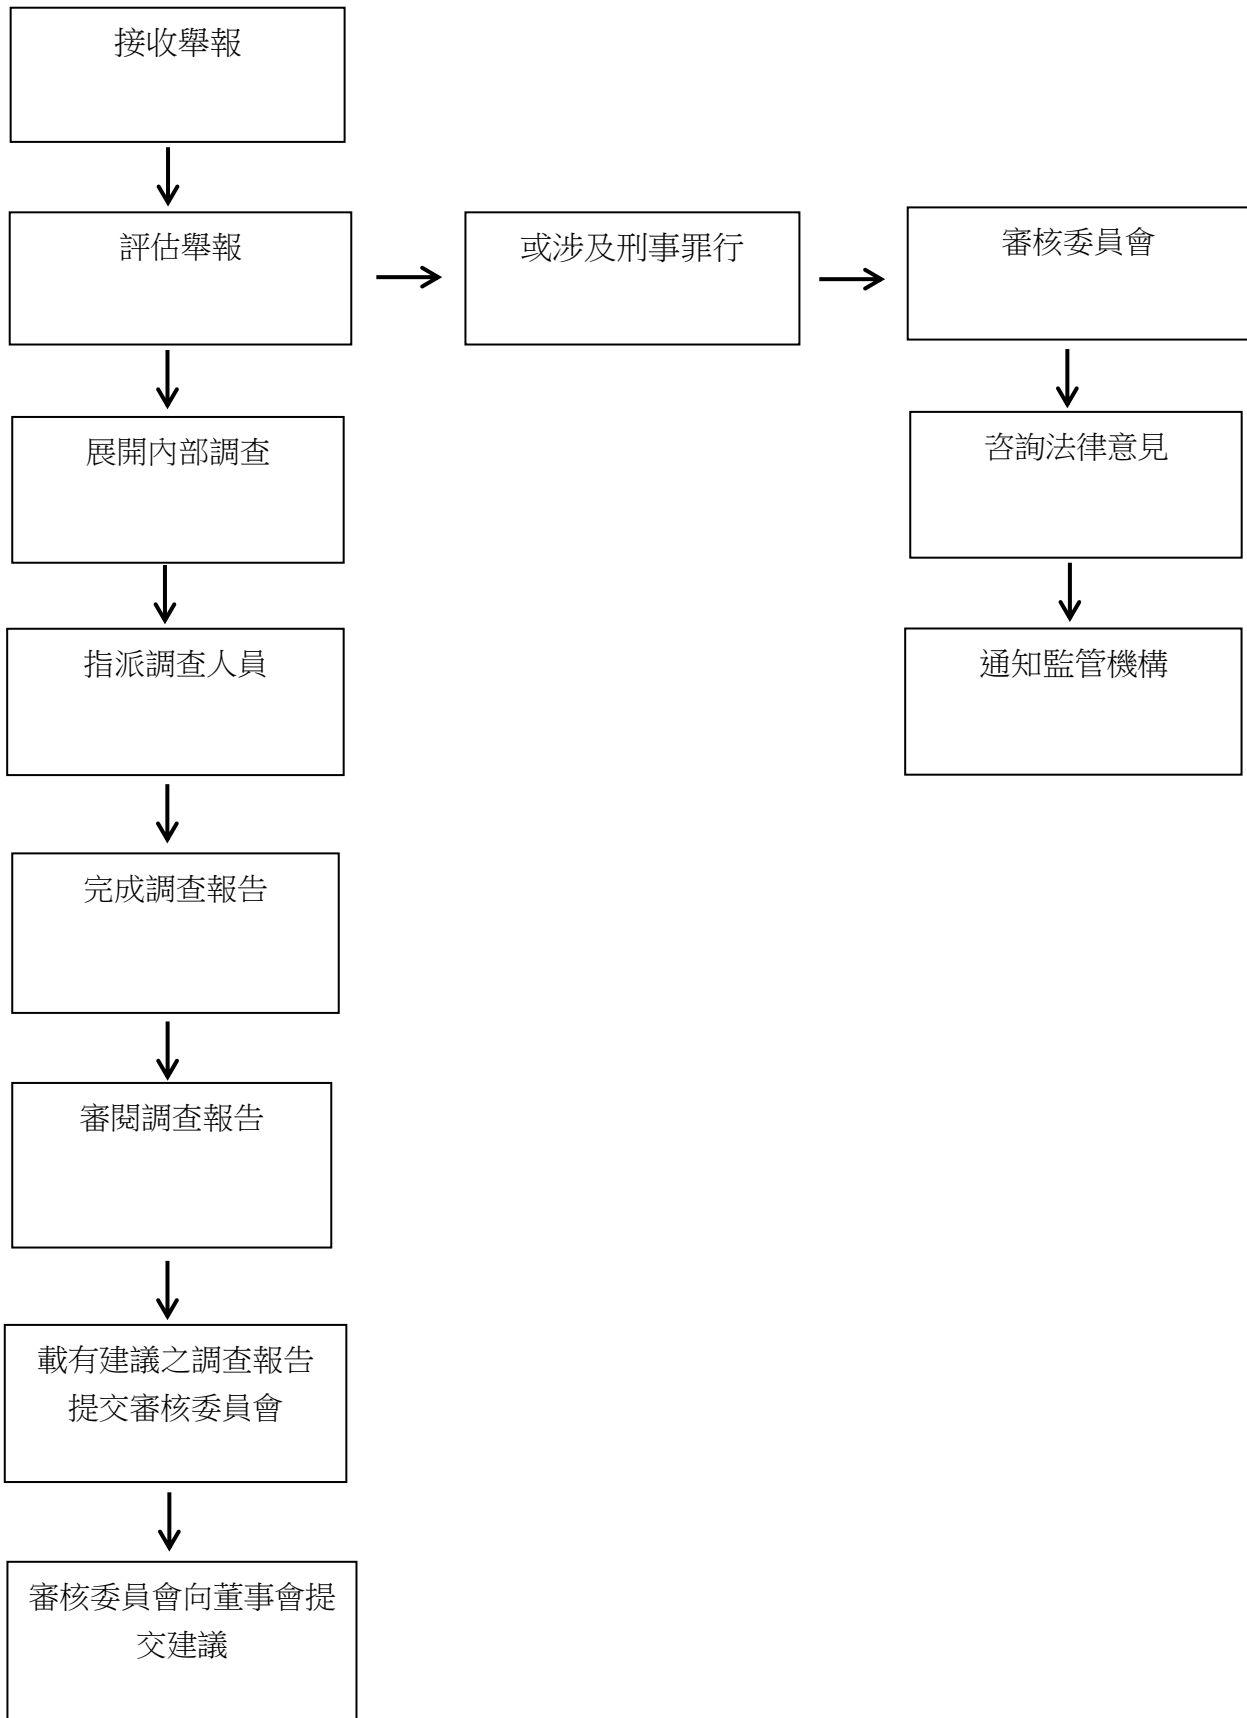 接收舉報
評估舉報
或涉及刑事罪行
審核委員會
展開內部調查
咨詢法律意見
指派調查人員
通知監管機構
完成調查報告
審閱調查報告
載有建議之調查報告
提交審核委員會
審核委員會向董事會提
交建議